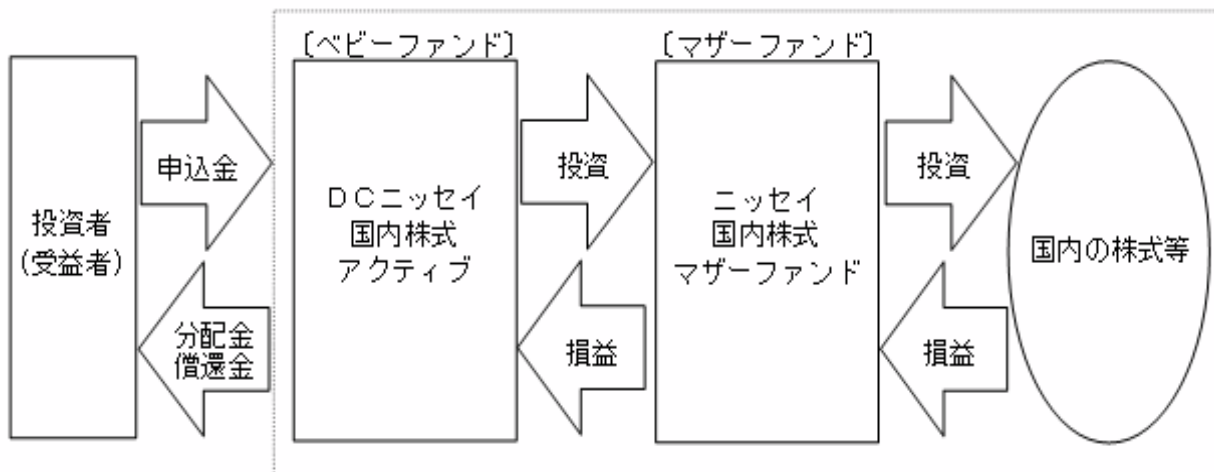 〔ベビーファンド〕
〔マザーファンド〕
申込金
投資
投資
投資者
(受益者)
DCニッセイ
国内株式
アクティブ
ニッセイ
国内株式
マザーファンド
国内の株式等
分配金
償還金
損益
損益